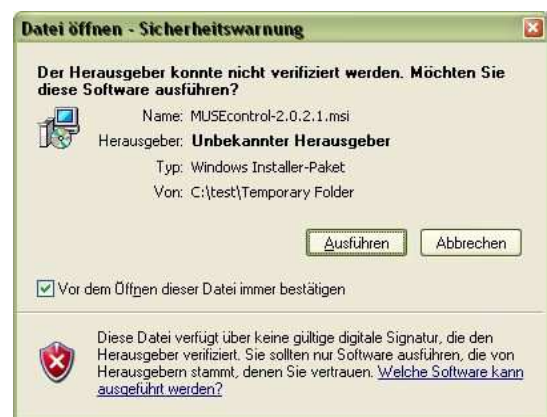 Datei öffnen - Sicherheitswarnung
Der Herausgeber konnte nicht verifiziert werden. Möchten Sie
diese Software ausführen?
Name: MUSEcontrol-2.0.2.1.msi
Herausgeber: Unbekannter Herausgeber
Typ: Windows Installer-Paket
Von: C:\test\Temporary Folder
Ausführen Abbrechen
Vor dem Öffnen dieser Datei immer bestätigen
Diese Datei verfügt über keine gültige digitale Signatur, die den
Herausgeber verifiziert. Sie sollten nur Software ausführen, die von
Herausgebern stammt, denen Sie vertrauen. Welche Software kann
ausgeführt werden?